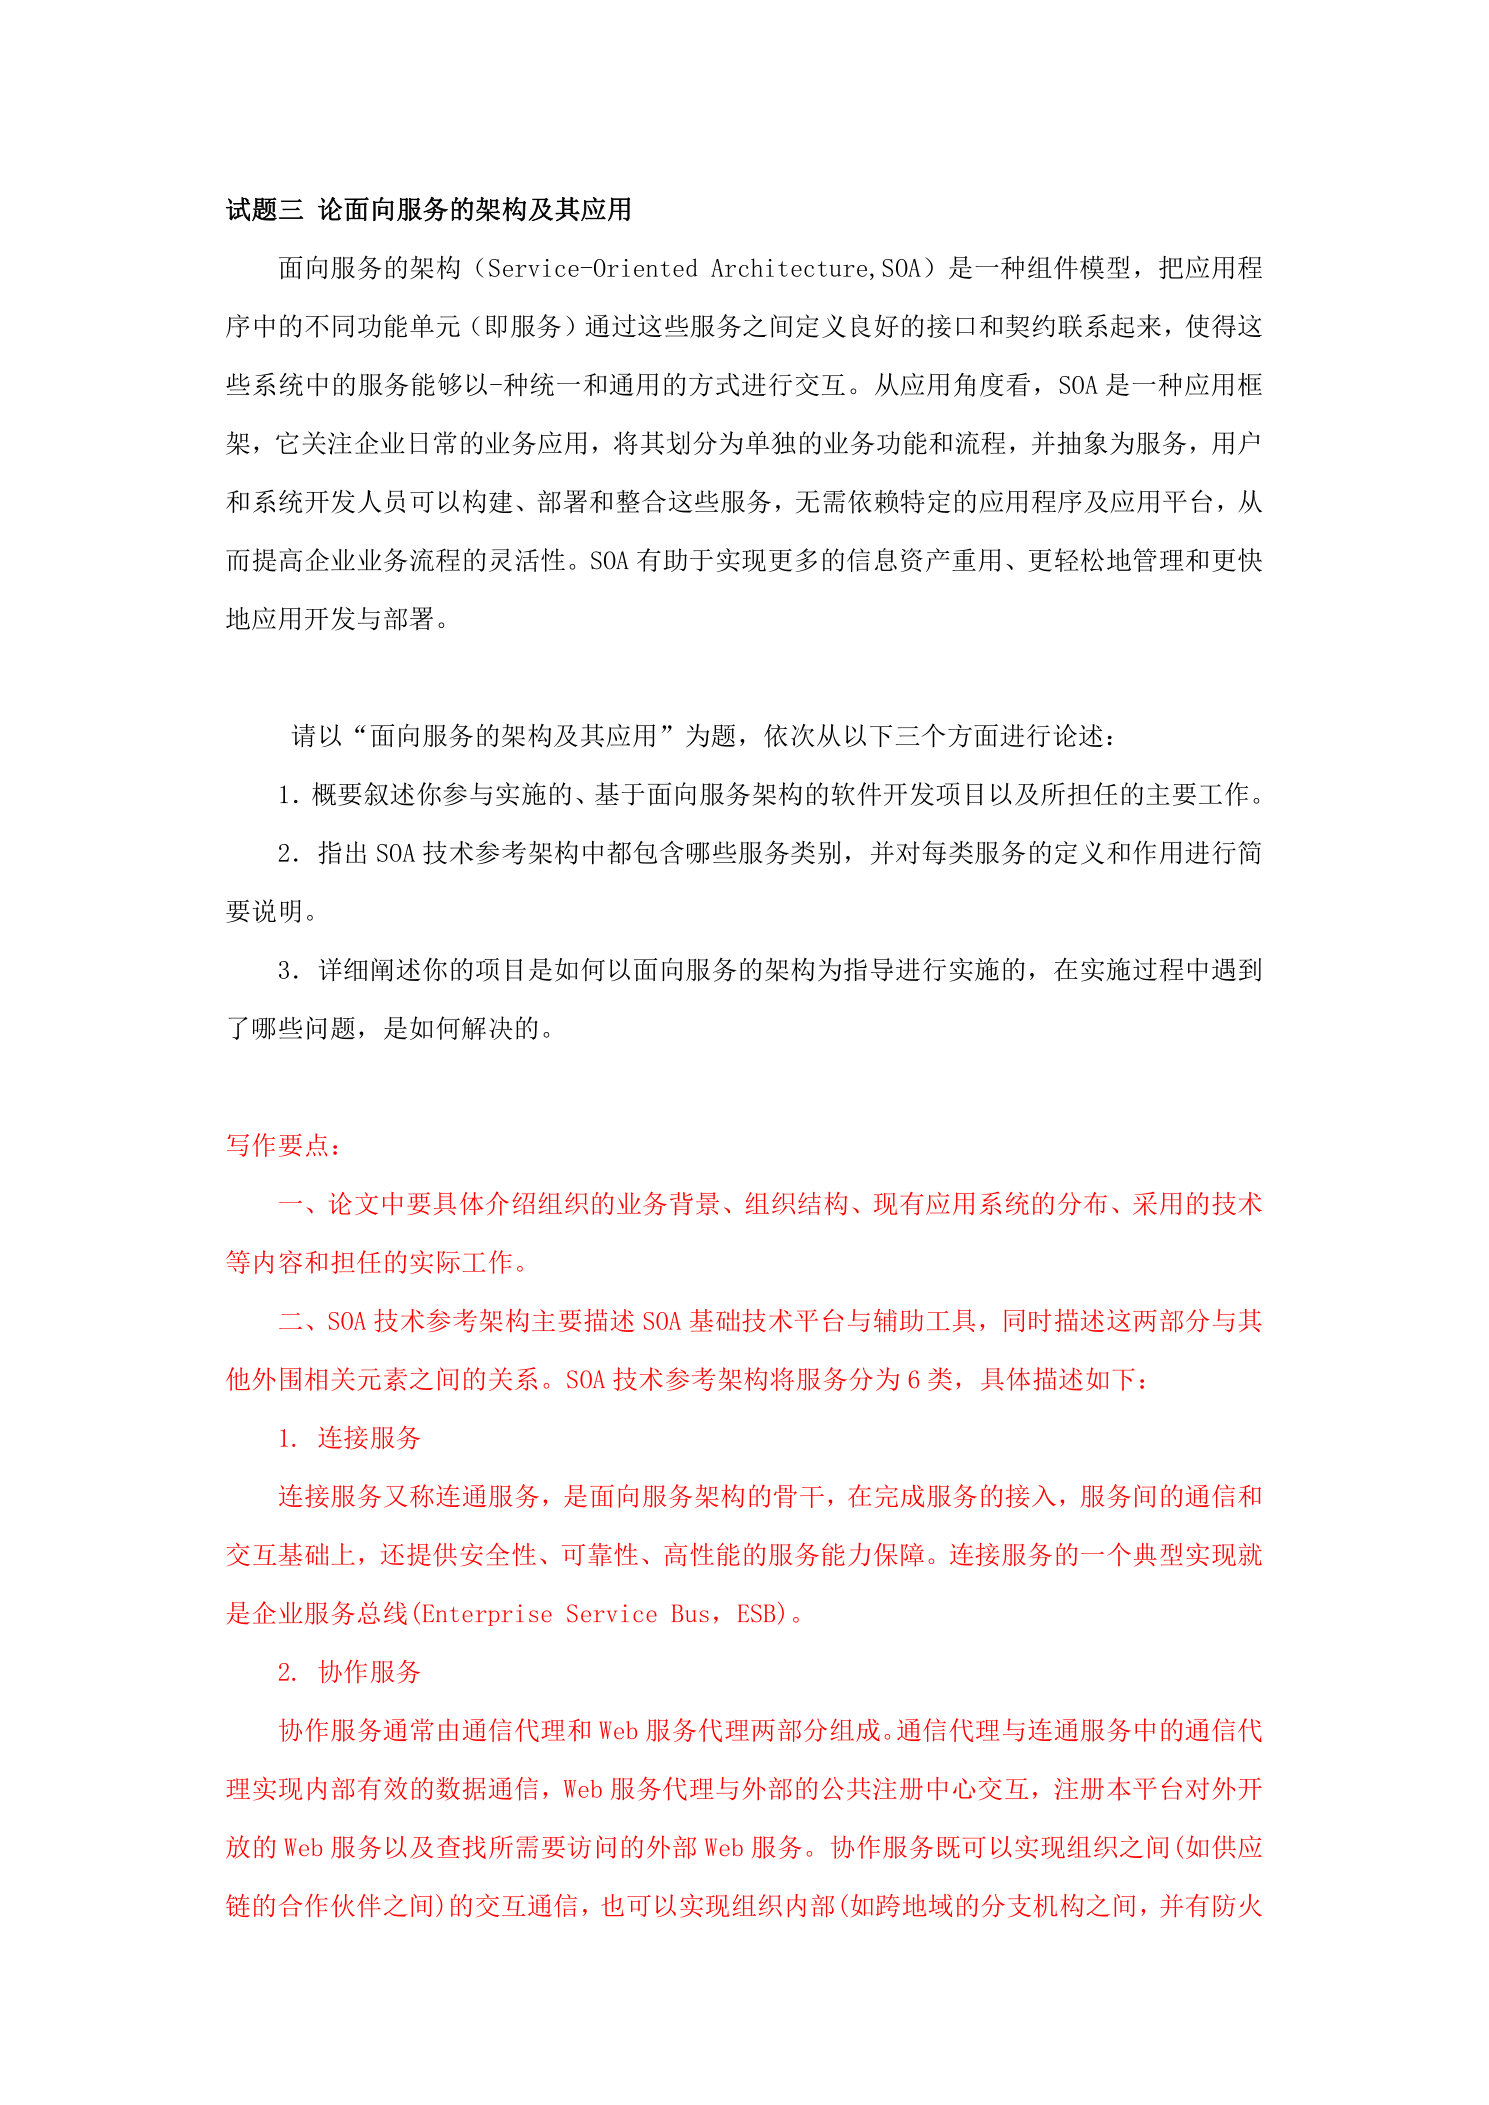 试题三 论面向服务的架构及其应用
面向服务的架构（Service-Oriented Architecture,SOA）是一种组件模型，把应用程
序中的不同功能单元（即服务）通过这些服务之间定义良好的接口和契约联系起来，使得这
些系统中的服务能够以-种统一和通用的方式进行交互。从应用角度看，SOA 是一种应用框
架，它关注企业日常的业务应用，将其划分为单独的业务功能和流程，并抽象为服务，用户
和系统开发人员可以构建、部署和整合这些服务，无需依赖特定的应用程序及应用平台，从
而提高企业业务流程的灵活性。SOA 有助于实现更多的信息资产重用、更轻松地管理和更快
地应用开发与部署。
请以“面向服务的架构及其应用”为题，依次从以下三个方面进行论述：
1．概要叙述你参与实施的、基于面向服务架构的软件开发项目以及所担任的主要工作。
2．指出 SOA 技术参考架构中都包含哪些服务类别，并对每类服务的定义和作用进行简
要说明。
3．详细阐述你的项目是如何以面向服务的架构为指导进行实施的，在实施过程中遇到
了哪些问题，是如何解决的。
写作要点：
一、论文中要具体介绍组织的业务背景、组织结构、现有应用系统的分布、采用的技术
等内容和担任的实际工作。
二、SOA 技术参考架构主要描述 SOA 基础技术平台与辅助工具，同时描述这两部分与其
他外围相关元素之间的关系。SOA 技术参考架构将服务分为 6 类，具体描述如下：
1. 连接服务
连接服务又称连通服务，是面向服务架构的骨干，在完成服务的接入，服务间的通信和
交互基础上，还提供安全性、可靠性、高性能的服务能力保障。连接服务的一个典型实现就
是企业服务总线(Enterprise Service Bus，ESB)。
2. 协作服务
协作服务通常由通信代理和 Web 服务代理两部分组成。通信代理与连通服务中的通信代
理实现内部有效的数据通信，Web 服务代理与外部的公共注册中心交互，注册本平台对外开
放的 Web 服务以及查找所需要访问的外部 Web 服务。协作服务既可以实现组织之间(如供应
链的合作伙伴之间)的交互通信，也可以实现组织内部(如跨地域的分支机构之间，并有防火